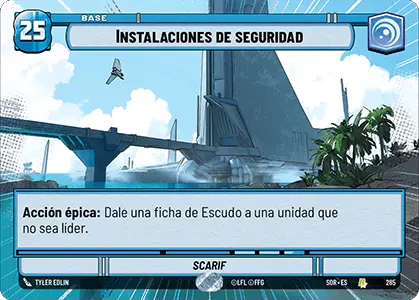 BASE
25
INSTALACIONES DE SEGURIDAD
Acción épica: Dale una ficha de Escudo a una unidad que
no sea líder.
SCARIF
TYLER EDLIN
©LFL ©FFG
SOR • ES
285